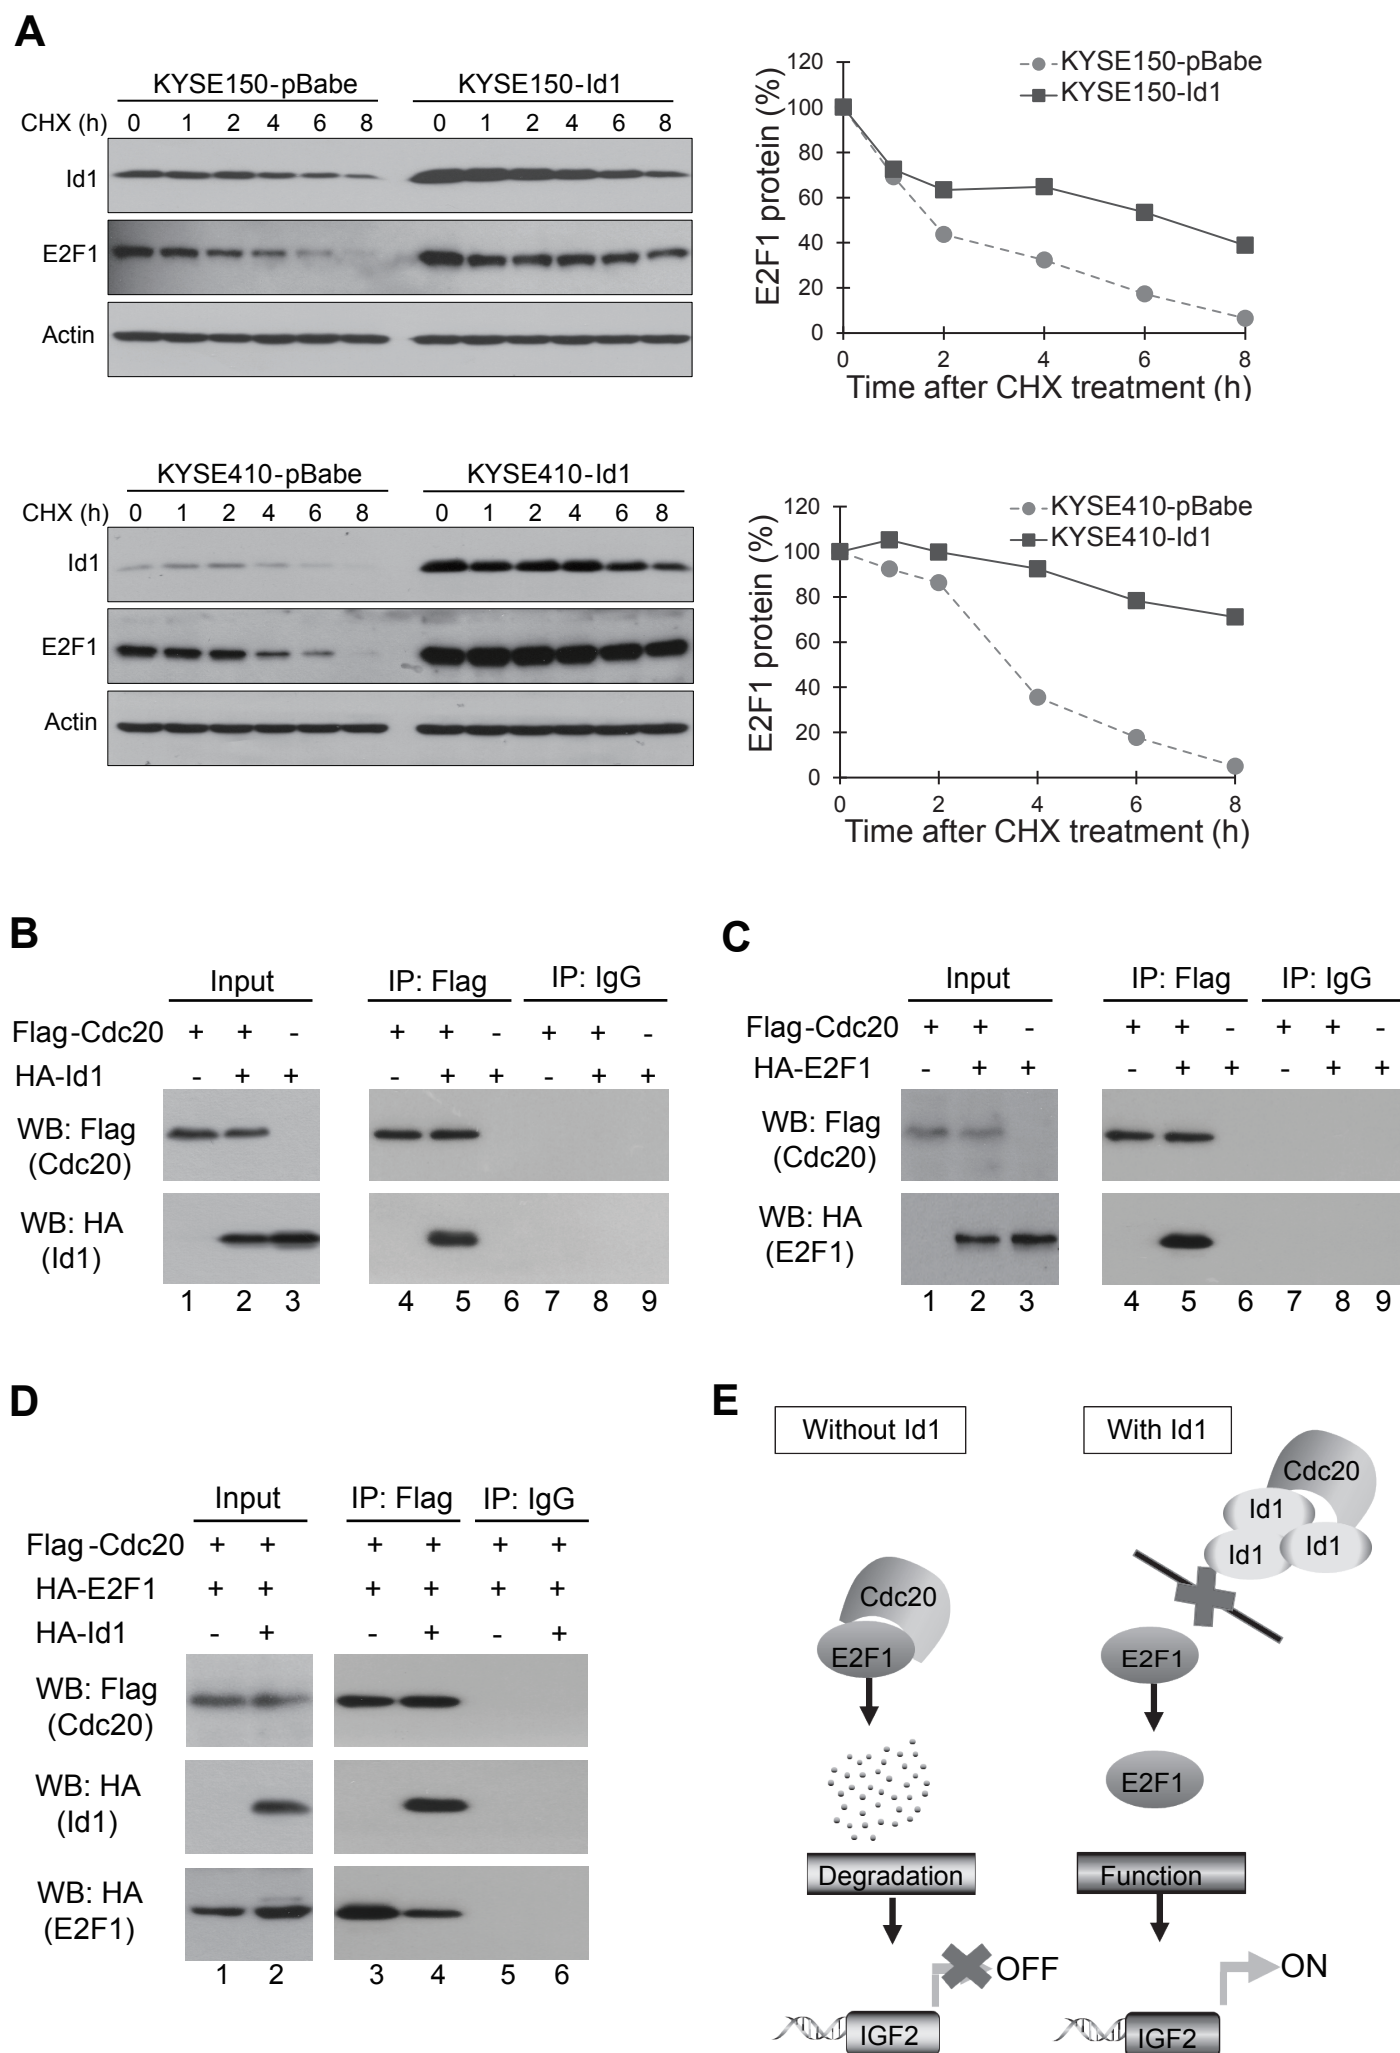 A
KYSE150-pBabe KYSE150-Id1
CHX (h) 0 1 2 4 6 8 0 1 2 4 6 8
Id1
E2F1
Actin
KYSE150-pBabe
KYSE150-Id1
E2F1 protein (%)
120
100
80
60
40
20
0
0 2 4 6 8
Time after CHX treatment (h)
KYSE410-pBabe KYSE410-Id1
CHX (h) 0 1 2 4 6 8 0 1 2 4 6 8
Id1
E2F1
Actin
KYSE410-pBabe
KYSE410-Id1
E2F1 protein (%)
120
100
80
60
40
20
0
0 2 4 6 8
Time after CHX treatment (h)
B
Input IP: Flag IP: IgG
Flag-Cdc20 + + - + + - + + -
HA-Id1 - + + - + + - + +
WB: Flag
(Cdc20)
WB: HA
(Id1)
1 2 3 4 5 6 7 8 9
C
Input IP: Flag IP: IgG
Flag-Cdc20 + + - + + - + + -
HA-E2F1 - + + - + + - + +
WB: Flag
(Cdc20)
WB: HA
(E2F1)
1 2 3 4 5 6 7 8 9
D
Input IP: Flag IP: IgG
Flag-Cdc20 + + + + + +
HA-E2F1 + + + + + +
HA-Id1 - + - + - +
WB: Flag
(Cdc20)
WB: HA
(Id1)
WB: HA
(E2F1)
1 2 3 4 5 6
E
Without Id1
Cdc20
E2F1
Degradation
OFF
IGF2
With Id1
Cdc20
Id1
Id1 Id1
E2F1
E2F1
Function
ON
IGF2